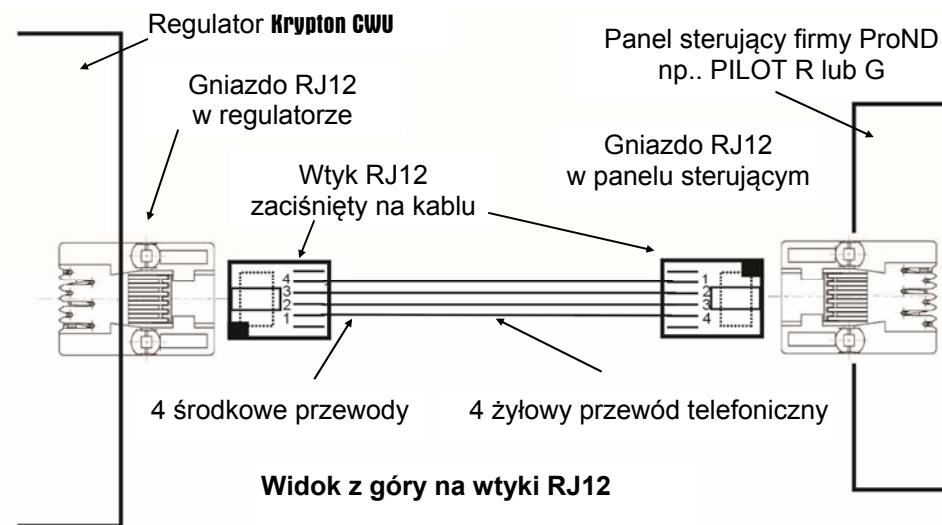 Regulator Krypton CWU
Panel sterujący firmy ProND
np.. PILOT R lub G
Gniazdo RJ12
w regulatorze
Gniazdo RJ12
w panelu sterującym
Wtyk RJ12
zaciśnięty na kablu
4
3
2
1
1
2
3
4
4 środkowe przewody
4 żyłowy przewód telefoniczny
Widok z góry na wtyki RJ12